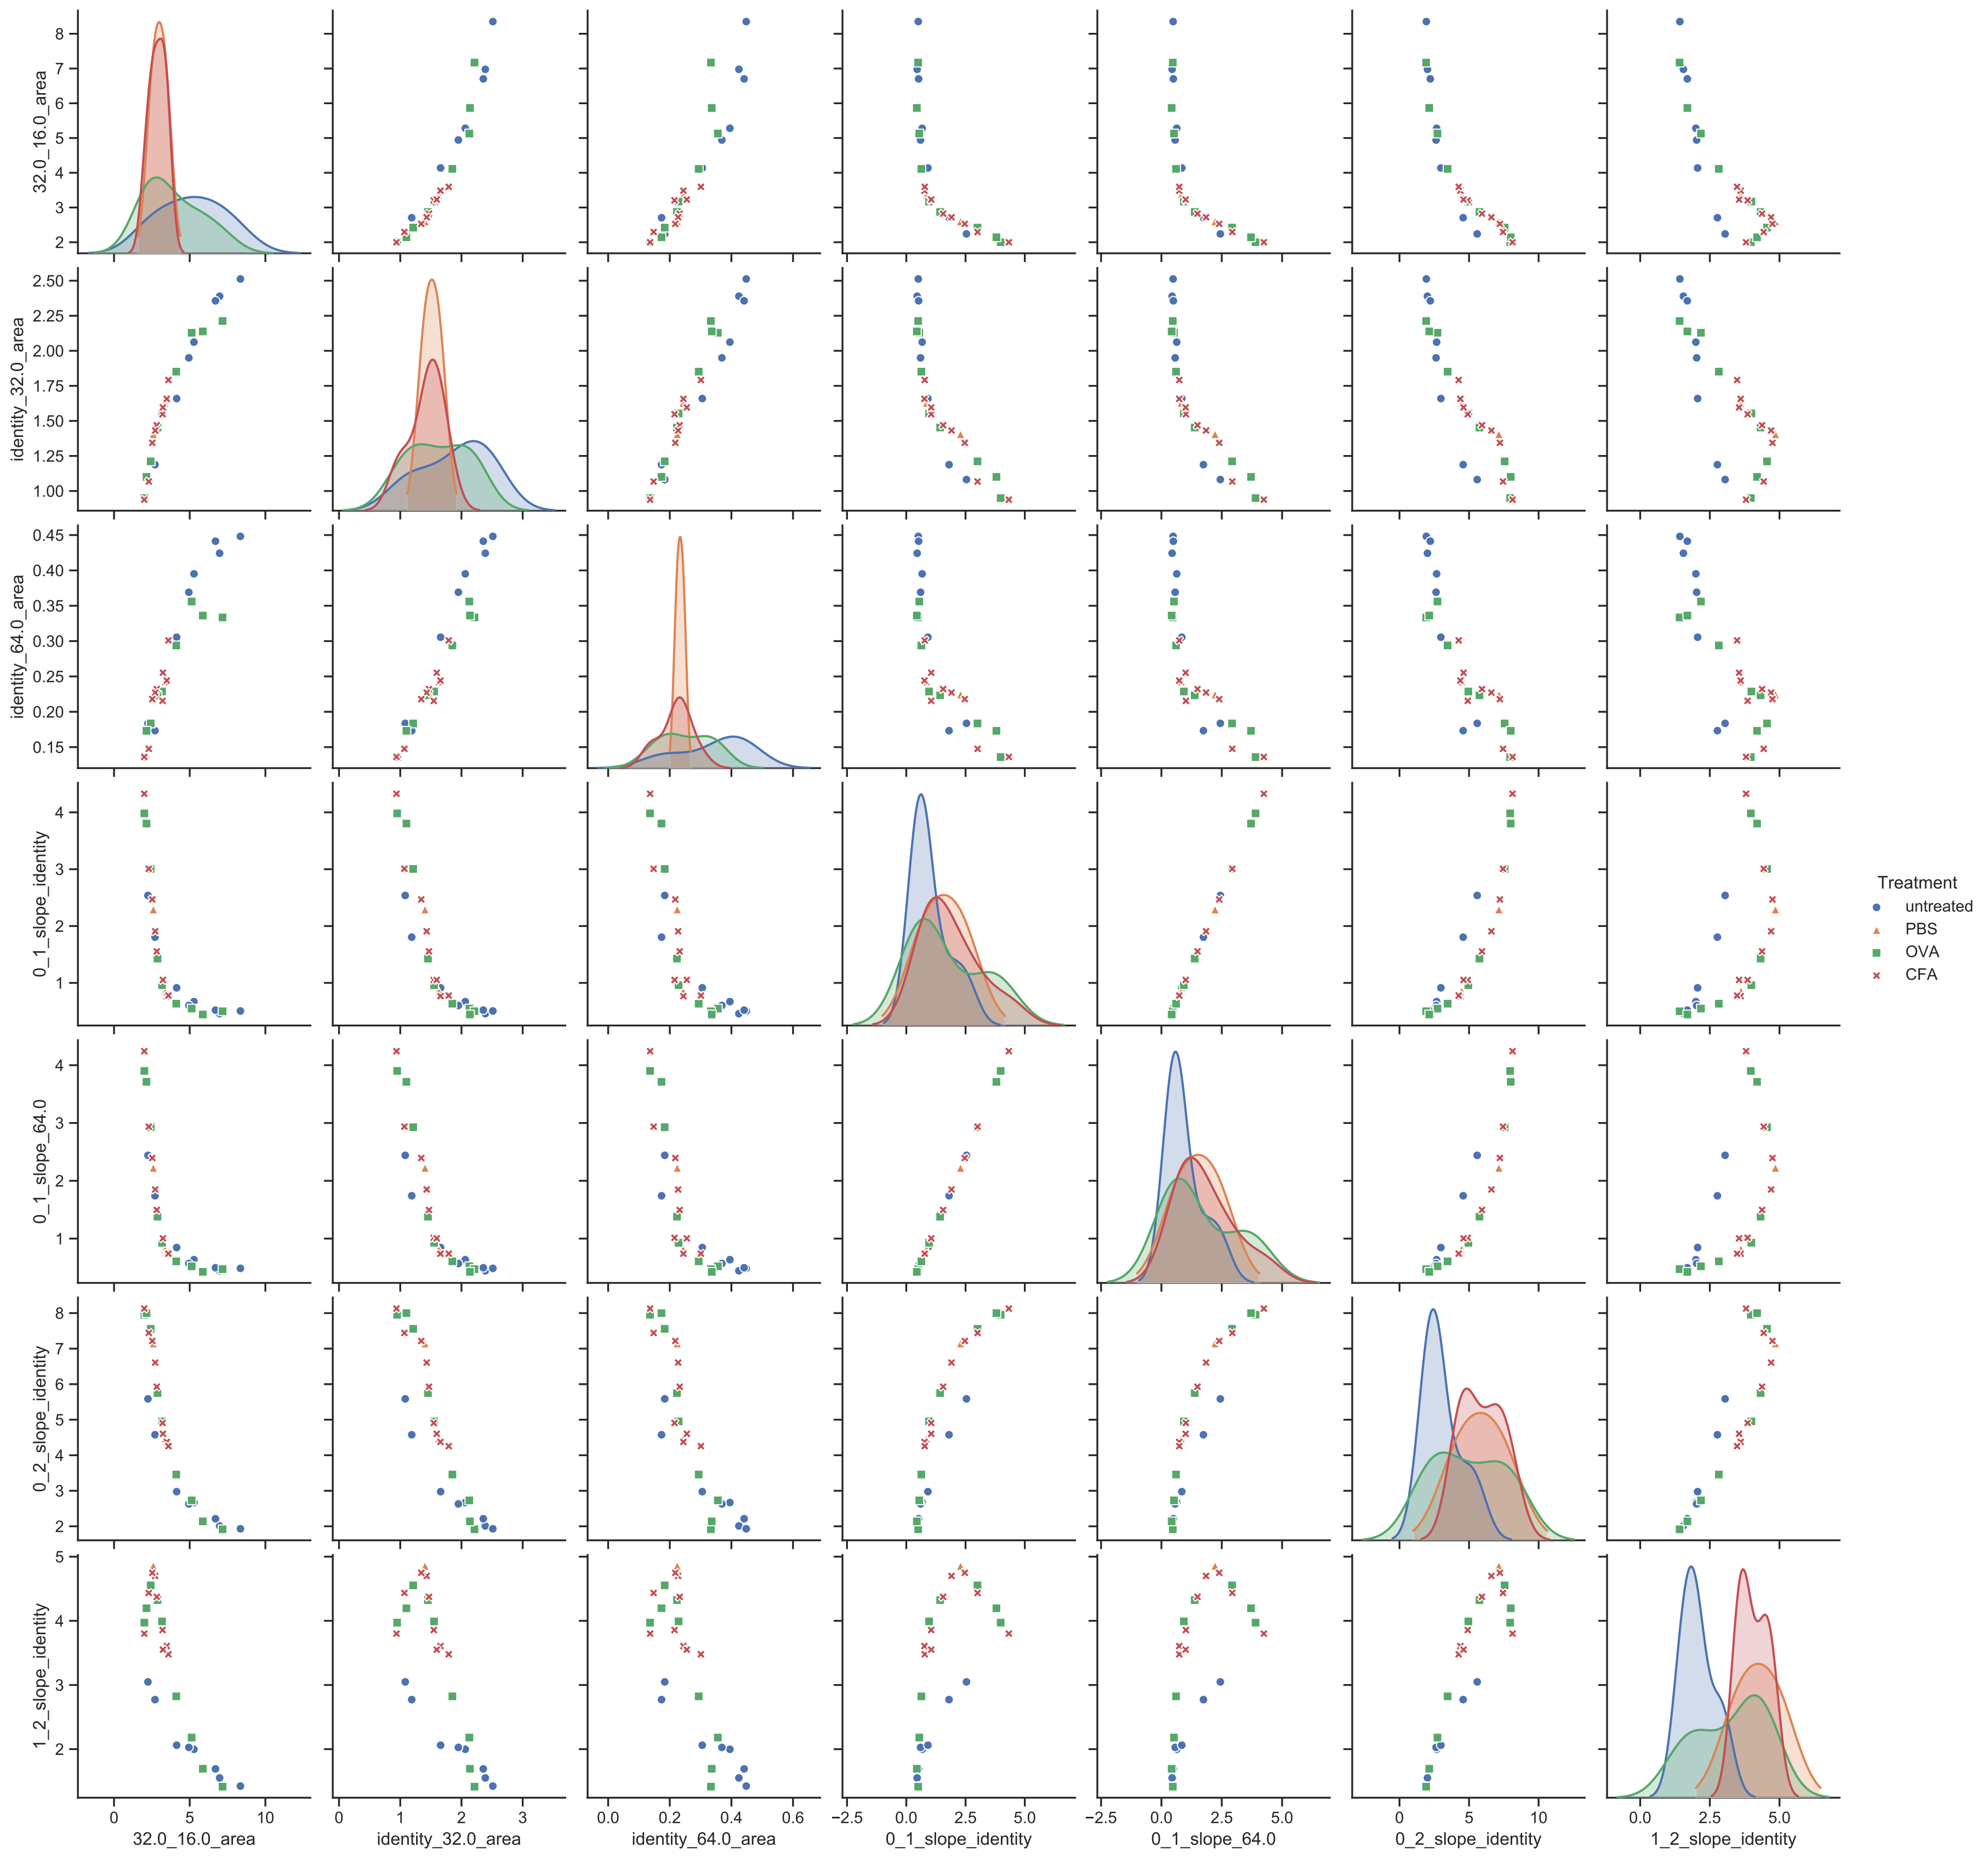 8
7
6
5
4
3
2
32.0_16.0_area
2.50
2.25
2.00
1.75
1.50
1.25
1.00
identity_32.0_area
0.45
0.40
0.35
0.30
0.25
0.20
0.15
identity_64.0_area
4
3
2
1
0_1_slope_identity
Treatment
untreated
PBS
OVA
CFA
4
3
2
1
0_1_slope_64.0
8
7
6
5
4
3
2
0_2_slope_identity
5
4
3
2
1_2_slope_identity
0 5 10 0 1 2 3 0.0 0.2 0.4 0.6 −2.5 0.0 2.5 5.0 −2.5 0.0 2.5 5.0 0 5 10 0.0 2.5 5.0
32.0_16.0_area identity_32.0_area identity_64.0_area 0_1_slope_identity 0_1_slope_64.0 0_2_slope_identity 1_2_slope_identity